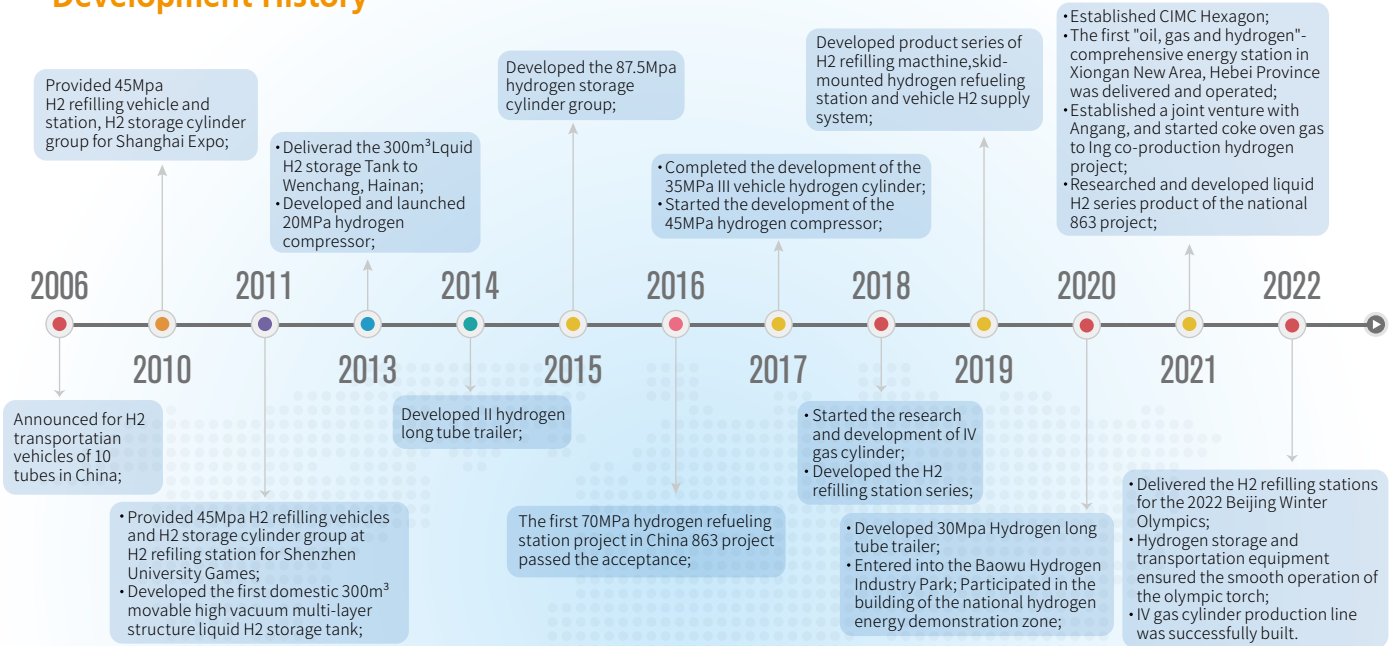 Development History
Provided 45Mpa
H2 refilling vehicle and
station, H2 storage cylinder
group for Shanghai Expo;
• Deliverad the 300m³Lquid
H2 storage Tank to
Wenchang, Hainan;
• Developed and launched
20MPa hydrogen
compressor;
Developed the 87.5Mpa
hydrogen storage
cylinder group;
• Completed the development of the
35MPa III vehicle hydrogen cylinder;
• Started the development of the
45MPa hydrogen compressor;
Developed product series of
H2 refilling macthine,skid-
mounted hydrogen refueling
station and vehicle H2 supply
system;
• Established CIMC Hexagon;
• The first "oil, gas and hydrogen"-
comprehensive energy station in
Xiongan New Area, Hebei Province
was delivered and operated;
• Established a joint venture with
Angang, and started coke oven gas
to Ing co-production hydrogen
project;
• Researched and developed liquid
H2 series product of the national
863 project;
2006
2011
2014
2016
2018
2020
2022
2010
2013
2015
2017
2019
2021
Announced for H2
transportatian
vehicles of 10
tubes in China;
• Provided 45Mpa H2 refilling vehicles
and H2 storage cylinder group at
H2 refiling station for Shenzhen
University Games;
• Developed the first domestic 300m³
movable high vacuum multi-layer
structure liquid H2 storage tank;
Developed II hydrogen
long tube trailer;
The first 70MPa hydrogen refueling
station project in China 863 project
passed the acceptance;
• Started the research
and development of IV
gas cylinder;
• Developed the H2
refilling station series;
• Developed 30Mpa Hydrogen long
tube trailer;
• Entered into the Baowu Hydrogen
Industry Park; Participated in the
building of the national hydrogen
energy demonstration zone;
• Delivered the H2 refilling stations
for the 2022 Beijing Winter
Olympics;
• Hydrogen storage and
transportation equipment
ensured the smooth operation of
the olympic torch;
• IV gas cylinder production line
was successfully built.